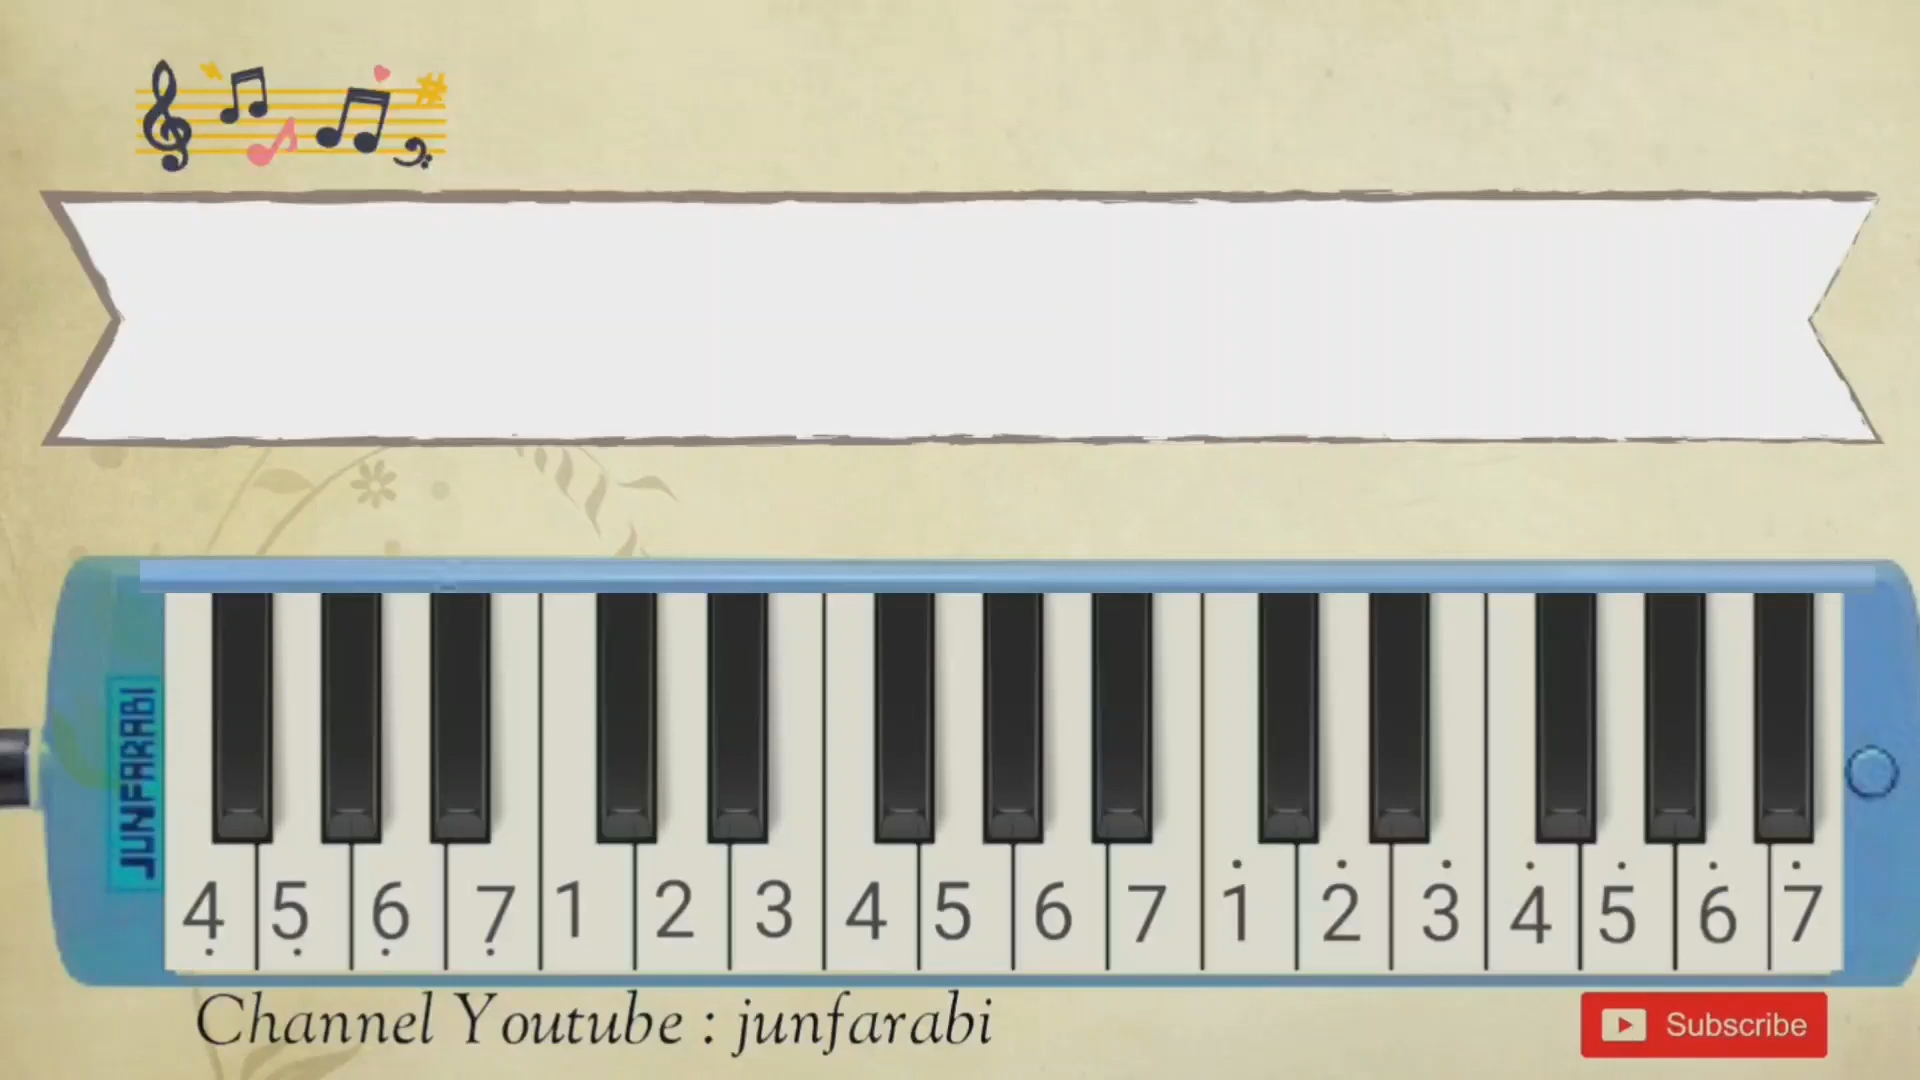 JUNFARABI
4̣ 5̣ 6̣ 7̣ 1 2 3 4 5 6 7 1̇ 2̇ 3̇ 4̇ 5̇ 6̇ 7̇
Channel Youtube : junfarabi
Subscribe